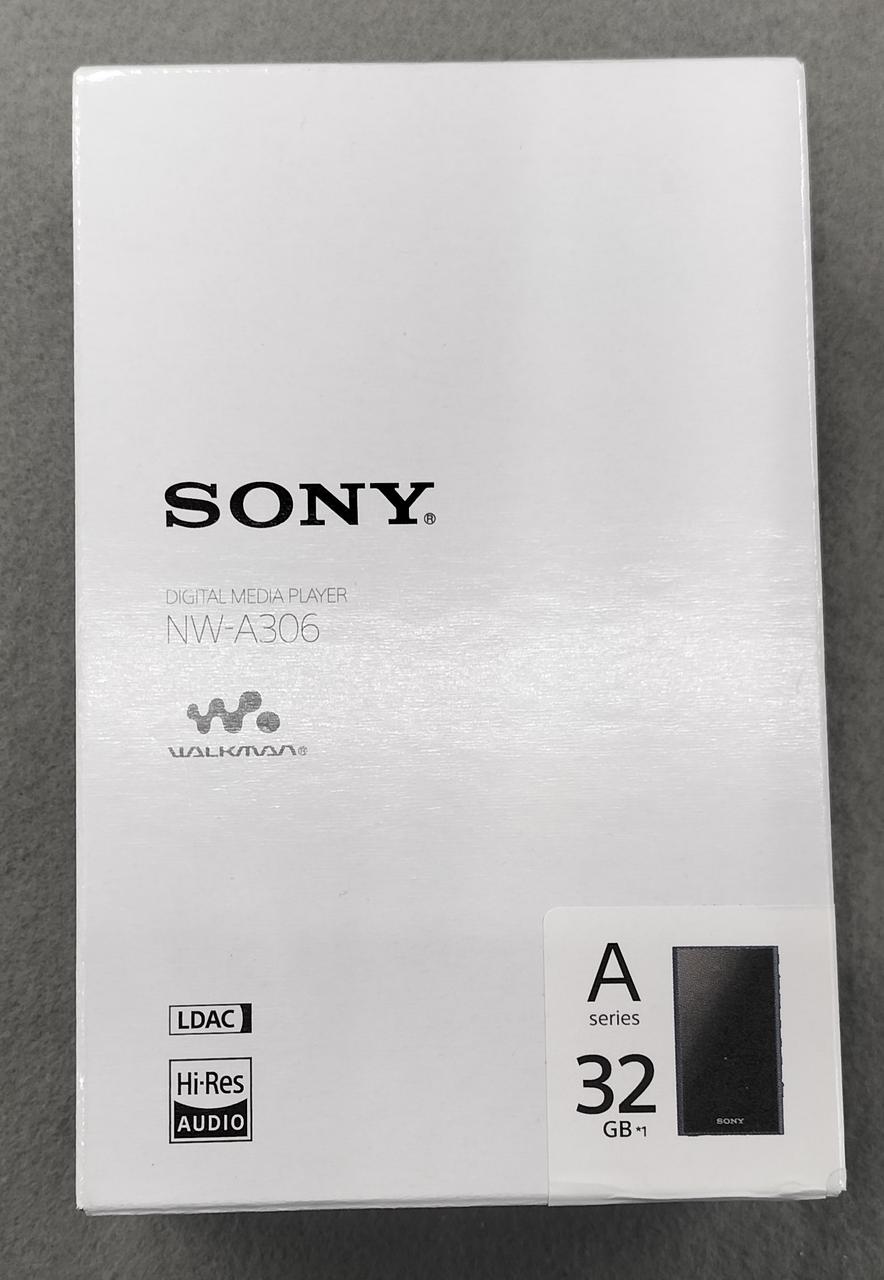 SONY®
DIGITAL MEDIA PLAYER
NW-A306
WALKMAN®
LDAC
Hi-Res
AUDIO
A
series
32
GB *1
SONY